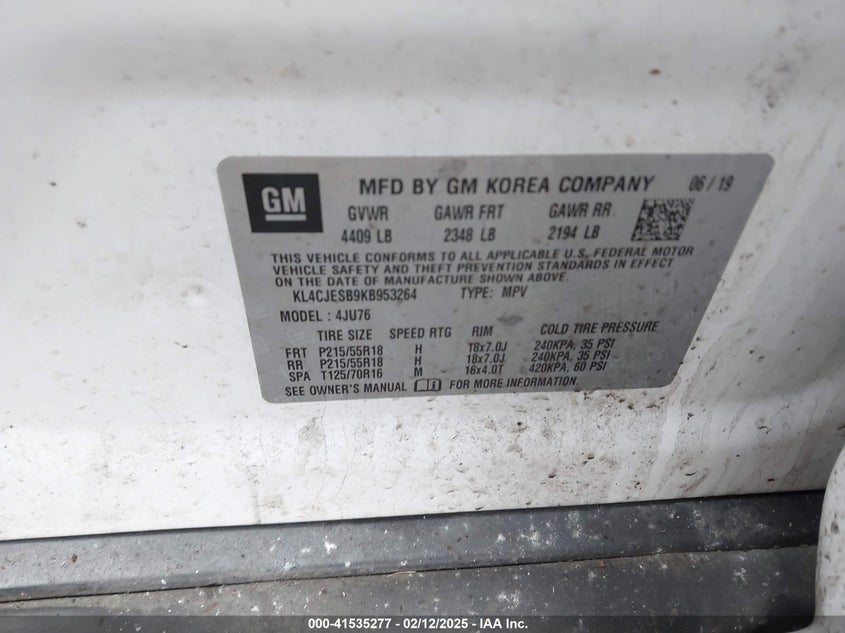 GM MFD BY GM KOREA COMPANY 06/19
GVWR GAWR FRT GAWR RR
4409 LB 2348 LB 2194 LB
THIS VEHICLE CONFORMS TO ALL APPLICABLE U.S. FEDERAL MOTOR
VEHICLE SAFETY AND THEFT PREVENTION STANDARDS IN EFFECT
ON THE DATE OF MANUFACTURE SHOWN ABOVE.
KL4CJESB9KB953264 TYPE: MPV
MODEL : 4JU76
TIRE SIZE SPEED RTG RIM COLD TIRE PRESSURE
FRT P215/55R18 H 18x7.0J 240KPA, 35 PSI
RR P215/55R18 H 18x7.0J 240KPA, 35 PSI
SPA T125/70R16 M 16x4.0T 420KPA, 60 PSI
SEE OWNER'S MANUAL FOR MORE INFORMATION.
000-41535277 - 02/12/2025 - IAA Inc.